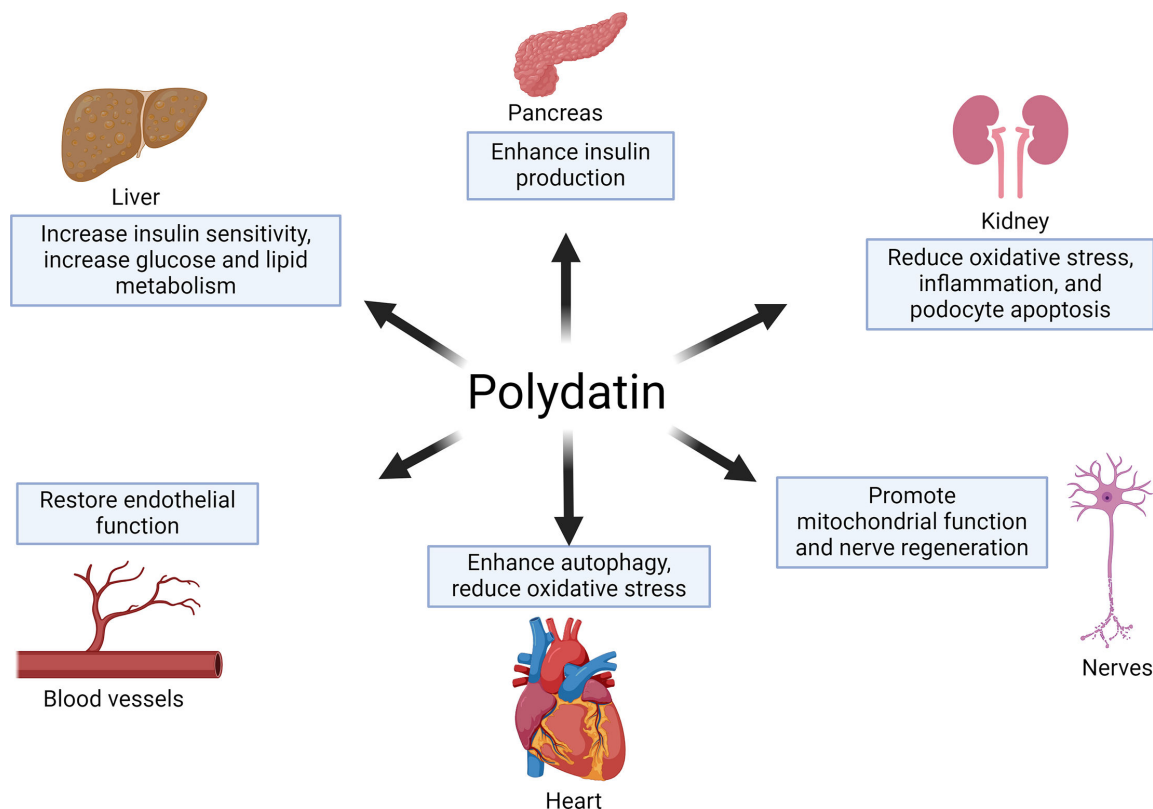 Pancreas
Enhance insulin
production
Liver
Increase insulin sensitivity,
increase glucose and lipid
metabolism
Kidney
Reduce oxidative stress,
inflammation, and
podocyte apoptosis
Polydatin
Restore endothelial
function
Blood vessels
Enhance autophagy,
reduce oxidative stress
Heart
Promote
mitochondrial function
and nerve regeneration
Nerves